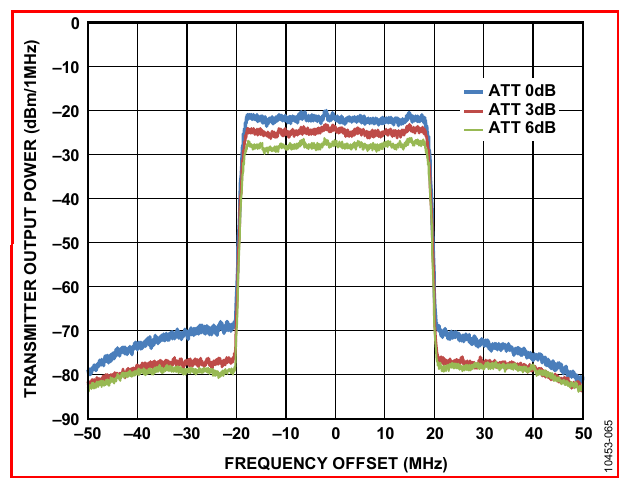 TRANSMITTER OUTPUT POWER (dBm/1MHz)
0
–10
–20
–30
–40
–50
–60
–70
–80
–90
ATT 0dB
ATT 3dB
ATT 6dB
–50 –40 –30 –20 –10 0 10 20 30 40 50
FREQUENCY OFFSET (MHz)
10453-065